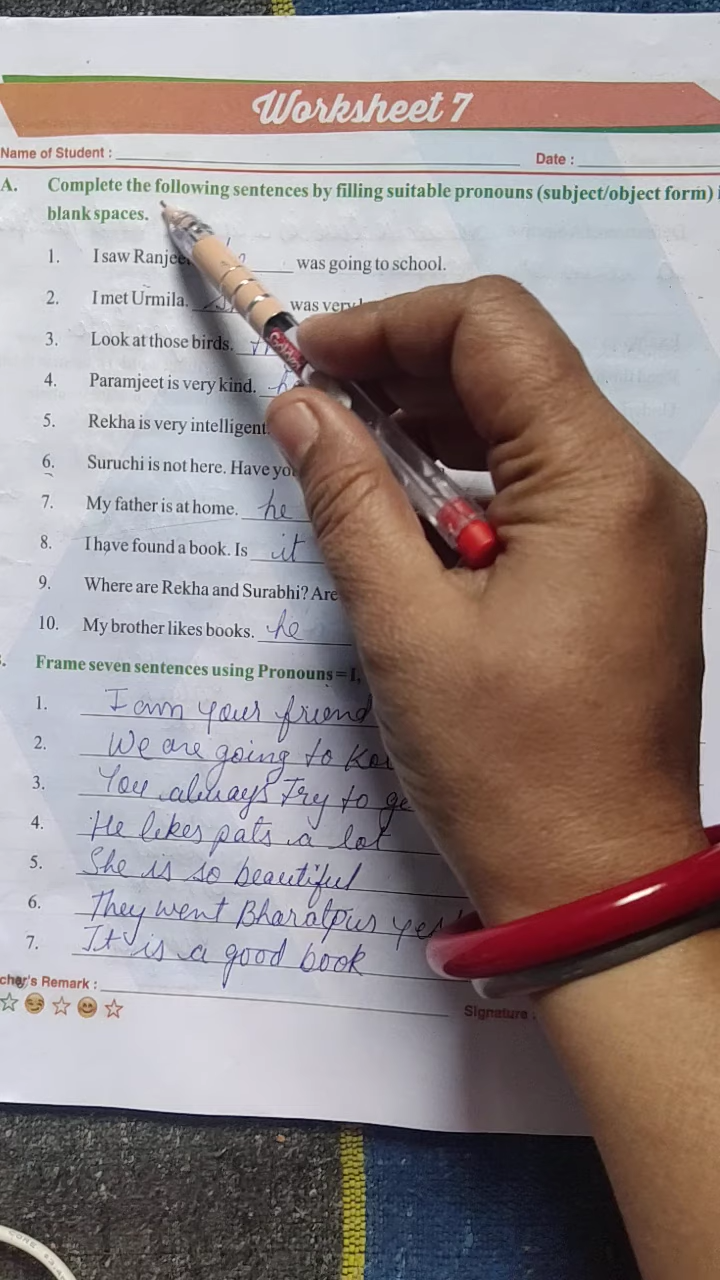 Worksheet 7
Name of Student : Date :
A. Complete the following sentences by filling suitable pronouns (subject/object form)
blank spaces.
1. I saw was going to school.
2. I met Urmila. was
3. Look at those birds.
4. Paramjeet is very kind.
5. Rekha is very intelligent
6. Suruchi is not here. Have
7. My father is at home. he
8. I have found a book. Is it
9. Where are Rekha and Surabhi? Are
10. My brother likes books. he
Frame seven sentences using Pronouns = I,
1. I am your friend
2. We are going to
3. You always Try to
4. He likes pats a lot
5. She is so beautiful
6. They went Bharatpur
7. It is a good book
Remark :
Signature :